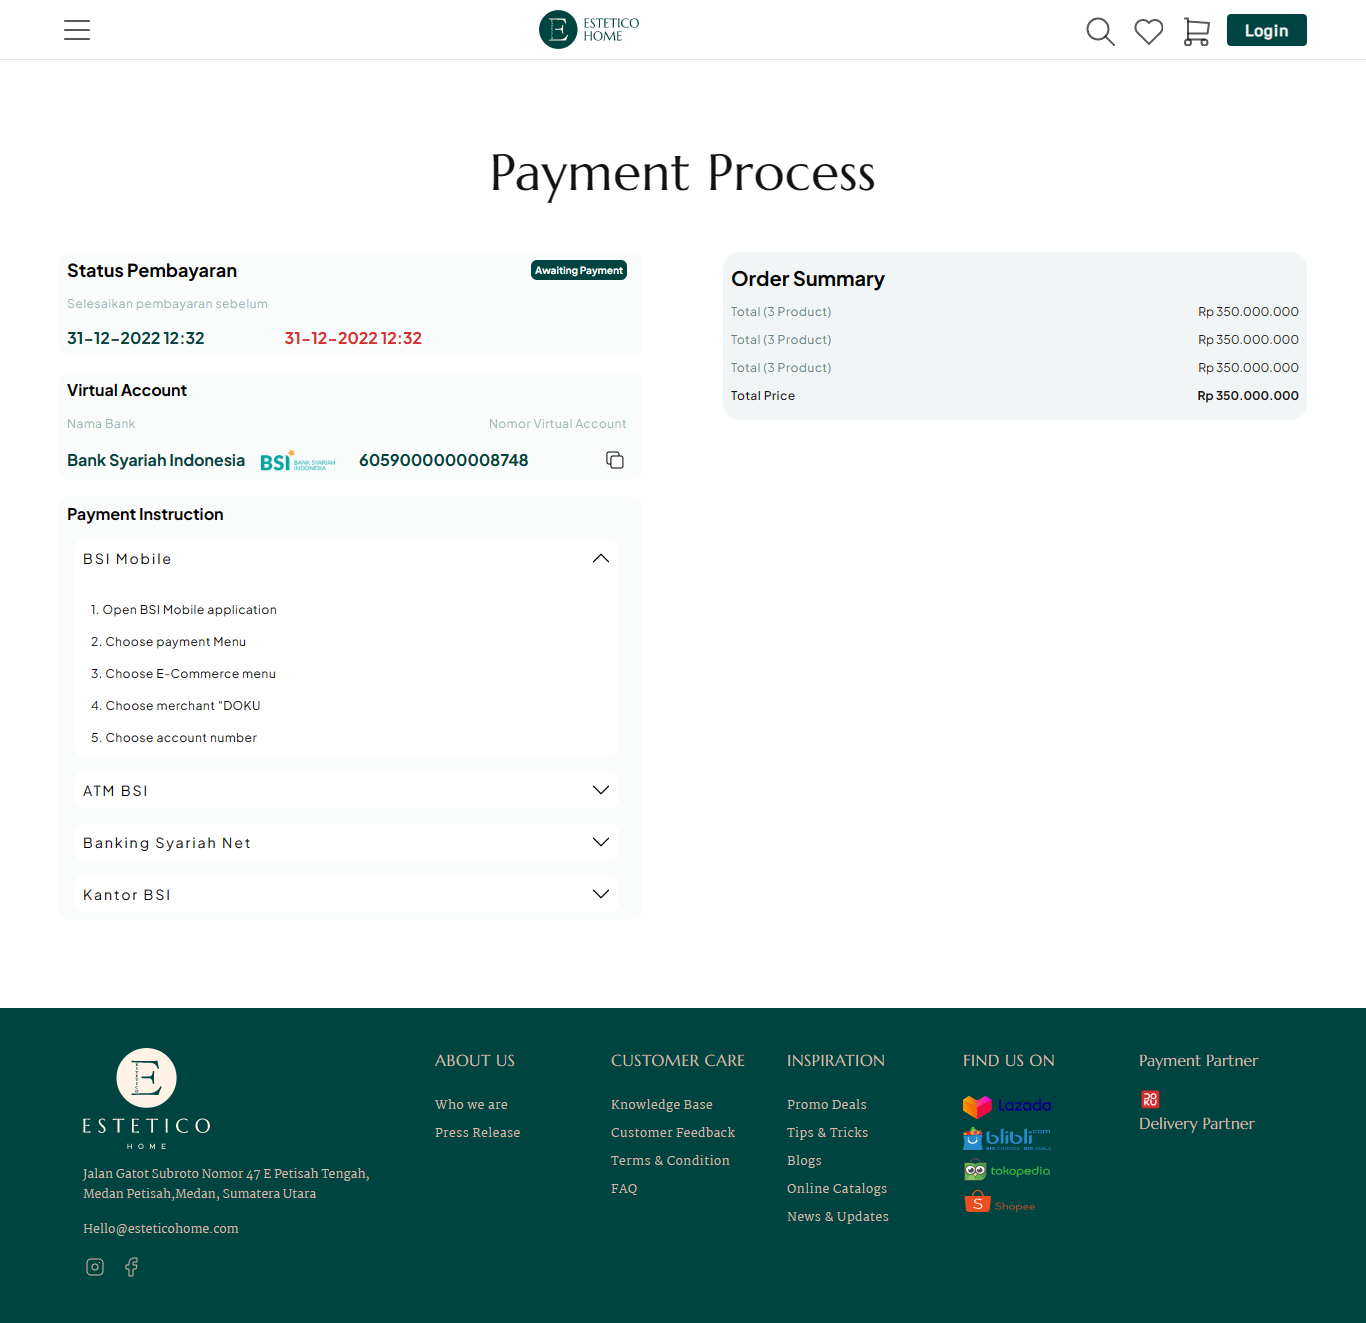 E ESTETICO
HOME
Login
Payment Process
Status Pembayaran
Awaiting Payment
Selesaikan pembayaran sebelum
31-12-2022 12:32
31-12-2022 12:32
Virtual Account
Nama Bank
Nomor Virtual Account
Bank Syariah Indonesia
BSI BANK SYARIAH
INDONESIA
6059000000008748
Payment Instruction
BSI Mobile
1. Open BSI Mobile application
2. Choose payment Menu
3. Choose E-Commerce menu
4. Choose merchant "DOKU
5. Choose account number
ATM BSI
Banking Syariah Net
Kantor BSI
Order Summary
Total (3 Product) Rp 350.000.000
Total (3 Product) Rp 350.000.000
Total (3 Product) Rp 350.000.000
Total Price Rp 350.000.000
E
ESTETICO
HOME
Jalan Gatot Subroto Nomor 47 E Petisah Tengah,
Medan Petisah,Medan, Sumatera Utara
Hello@esteticohome.com
ABOUT US
Who we are
Press Release
CUSTOMER CARE
Knowledge Base
Customer Feedback
Terms & Condition
FAQ
INSPIRATION
Promo Deals
Tips & Tricks
Blogs
Online Catalogs
News & Updates
FIND US ON
Lazada
blibli.com
BIG CHOICES BIG DEALS
tokopedia
Shopee
Payment Partner
DOKU
Delivery Partner